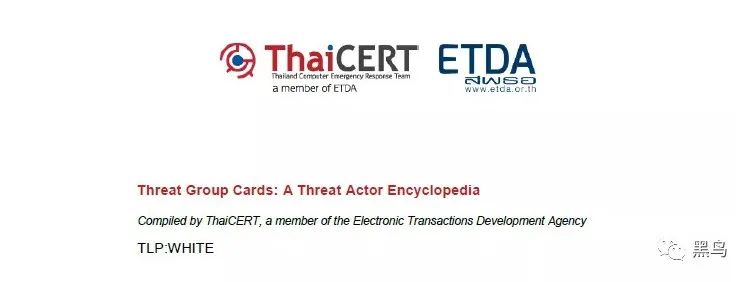 ThaiCERT
Thailand Computer Emergency Response Team
a member of ETDA
ETDA
สพธอ
www.etda.or.th
Threat Group Cards: A Threat Actor Encyclopedia
Compiled by ThaiCERT, a member of the Electronic Transactions Development Agency
TLP:WHITE
黑鸟